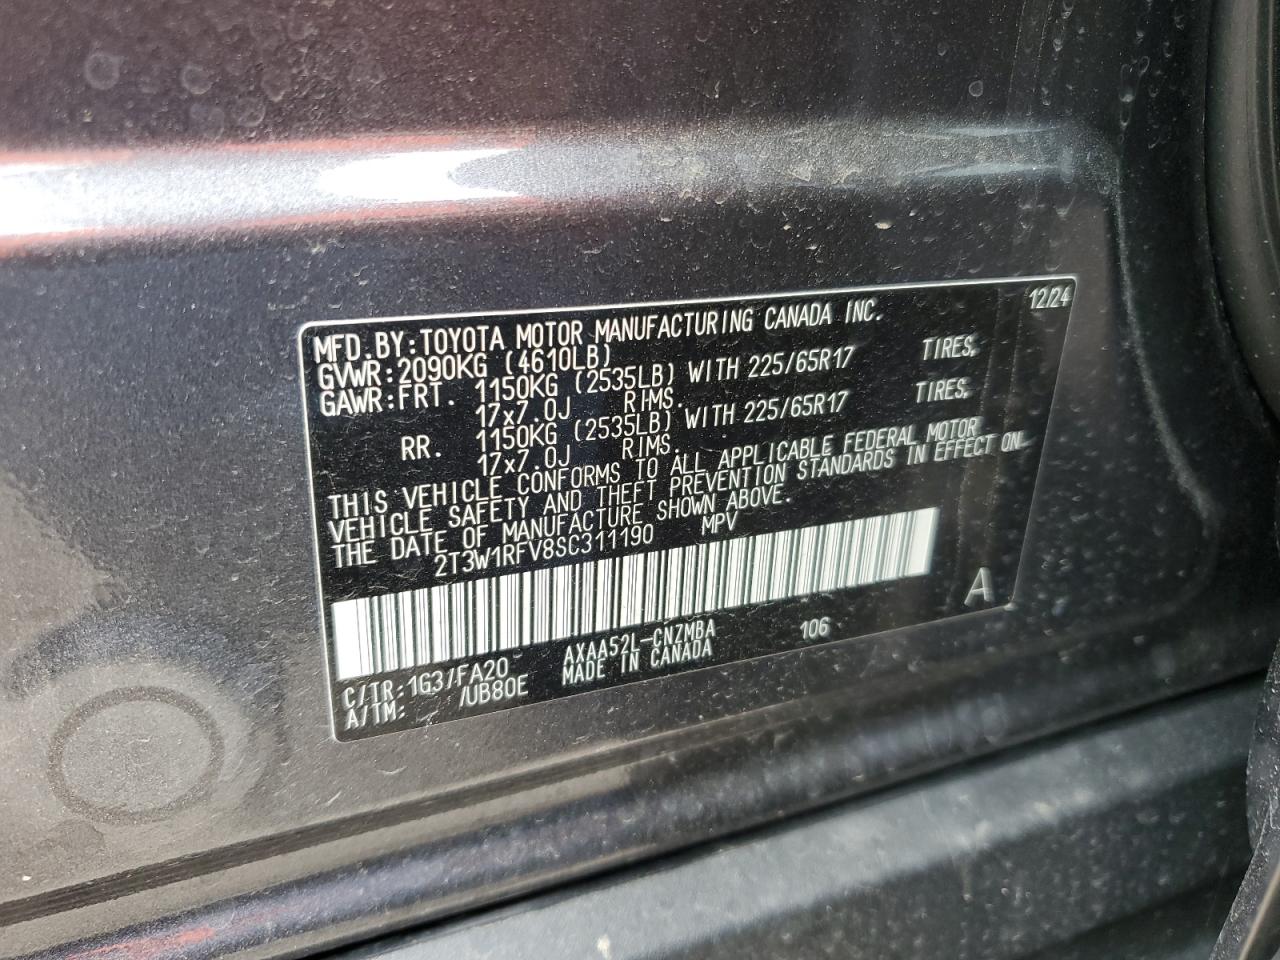 12/24
MFD.BY:TOYOTA MOTOR MANUFACTURING CANADA INC.
GVWR:2090KG (4610LB)
GAWR:FRT. 1150KG (2535LB) WITH 225/65R17 TIRES,
17x7.0J RIMS.
RR. 1150KG (2535LB) WITH 225/65R17 TIRES,
17x7.0J RIMS.
THIS VEHICLE CONFORMS TO ALL APPLICABLE FEDERAL MOTOR
VEHICLE SAFETY AND THEFT PREVENTION STANDARDS IN EFFECT ON
THE DATE OF MANUFACTURE SHOWN ABOVE.
2T3W1RFV8SC311190 MPV
A
C/TR:1G3/FA20 AXAA52L-CNZMBA 106
A/TM: /UB80E MADE IN CANADA